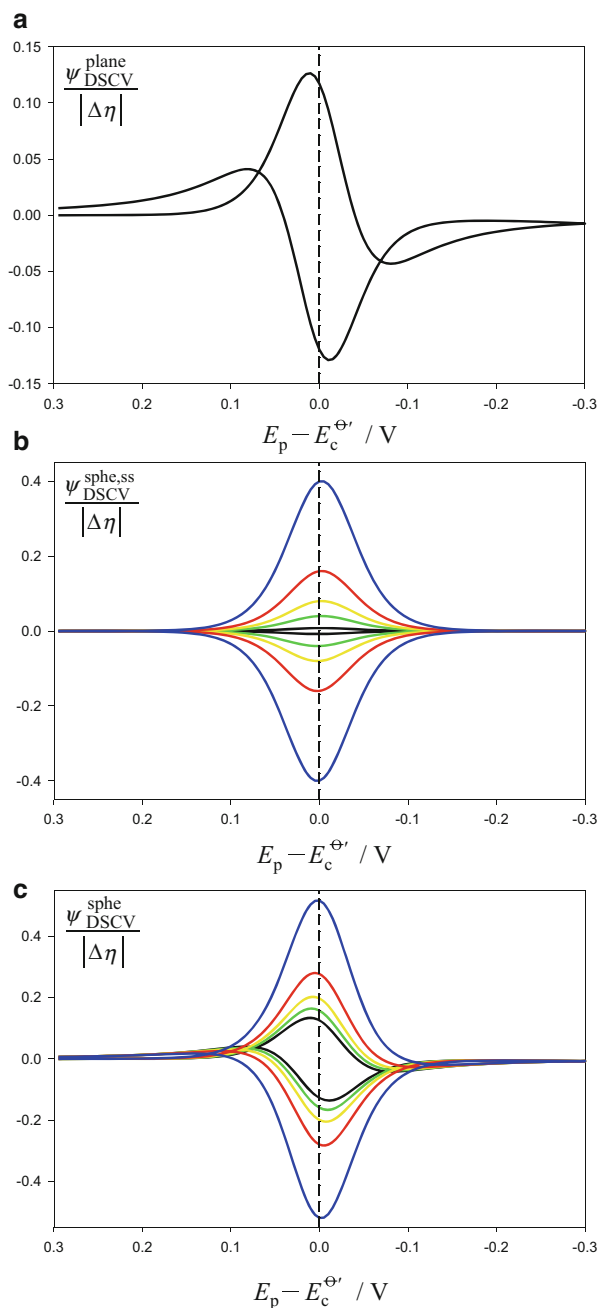 a
ψ plane DSCV / |Δη|
0.15
0.10
0.05
0.00
-0.05
-0.10
-0.15
0.3 0.2 0.1 0.0 -0.1 -0.2 -0.3
E_p − E_c^⊖′ / V
b
ψ sphe,ss DSCV / |Δη|
0.4
0.2
0.0
-0.2
-0.4
0.3 0.2 0.1 0.0 -0.1 -0.2 -0.3
E_p − E_c^⊖′ / V
c
ψ sphe DSCV / |Δη|
0.4
0.2
0.0
-0.2
-0.4
0.3 0.2 0.1 0.0 -0.1 -0.2 -0.3
E_p − E_c^⊖′ / V